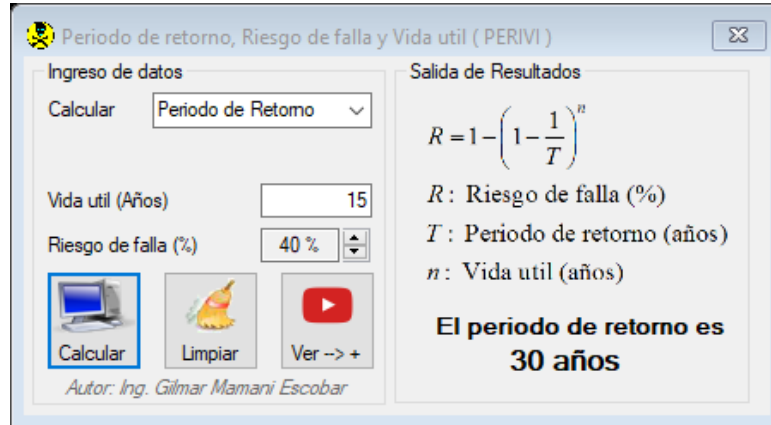 Periodo de retorno, Riesgo de falla y Vida util ( PERIVI )
Ingreso de datos
Calcular Periodo de Retorno
Vida util (Años) 15
Riesgo de falla (%) 40 %
Calcular Limpiar Ver --> +
Autor: Ing. Gilmar Mamani Escobar
Salida de Resultados
R = 1 − (1 − 1/T)^n
R : Riesgo de falla (%)
T : Periodo de retorno (años)
n : Vida util (años)
El periodo de retorno es
30 años